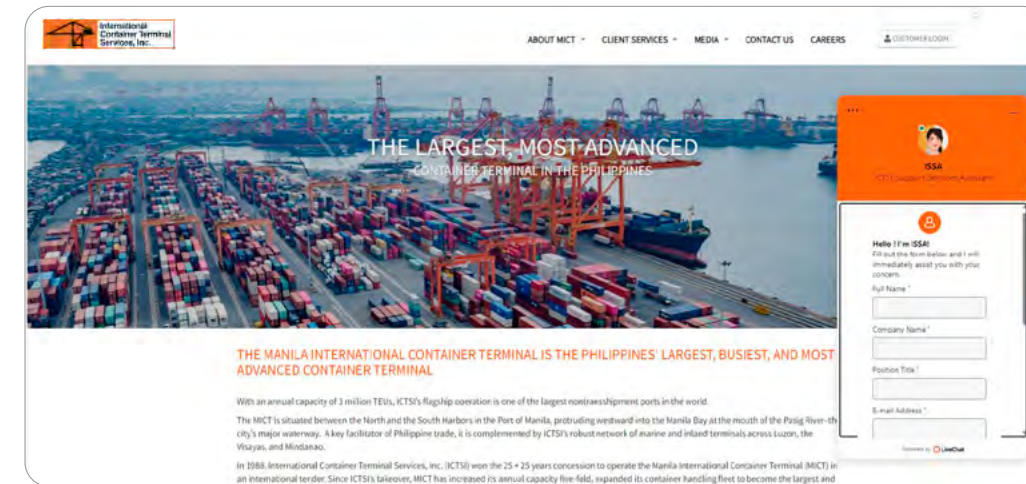 International
Container Terminal
Services, Inc.
ABOUT MICT
CLIENT SERVICES
MEDIA
CONTACT US
CAREERS
CUSTOMER LOGIN
THE LARGEST, MOST ADVANCED
CONTAINER TERMINAL IN THE PHILIPPINES
ISSA
Hello ! I'm ISSA!
Fill out the form below and I will
immediately assist you with your
concern.
Full Name *
Company Name *
Position Title *
E-mail Address *
Powered by LiveChat
THE MANILA INTERNATIONAL CONTAINER TERMINAL IS THE PHILIPPINES' LARGEST, BUSIEST, AND MOST
ADVANCED CONTAINER TERMINAL
With an annual capacity of 3 million TEUs, ICTSI's flagship operation is one of the largest nontransshipment ports in the world.
The MICT is situated between the North and the South Harbors in the Port of Manila, protruding westward into the Manila Bay at the mouth of the Pasig River-th
city's major waterway. A key facilitator of Philippine trade, it is complemented by ICTSI's robust network of marine and inland terminals across Luzon, the
Visayas, and Mindanao.
In 1988, International Container Terminal Services, Inc. (ICTSI) won the 25 + 25 years concession to operate the Manila International Container Terminal (MICT) in
an international tender. Since ICTSI's takeover, MICT has increased its annual capacity five-fold, expanded its container handling fleet to become the largest and